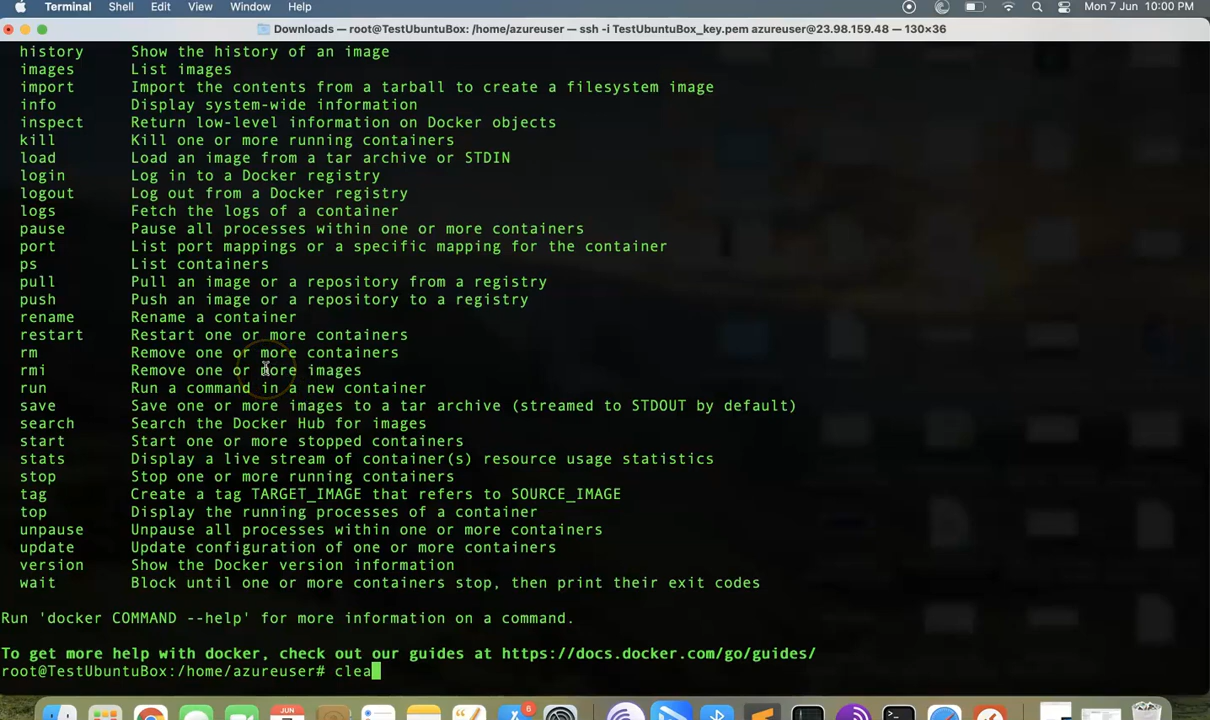 Terminal Shell Edit View Window Help Mon 7 Jun 10:00 PM
Downloads — root@TestUbuntuBox: /home/azureuser — ssh -i TestUbuntuBox_key.pem azureuser@23.98.159.48 — 130×36
history Show the history of an image
images List images
import Import the contents from a tarball to create a filesystem image
info Display system-wide information
inspect Return low-level information on Docker objects
kill Kill one or more running containers
load Load an image from a tar archive or STDIN
login Log in to a Docker registry
logout Log out from a Docker registry
logs Fetch the logs of a container
pause Pause all processes within one or more containers
port List port mappings or a specific mapping for the container
ps List containers
pull Pull an image or a repository from a registry
push Push an image or a repository to a registry
rename Rename a container
restart Restart one or more containers
rm Remove one or more containers
rmi Remove one or more images
run Run a command in a new container
save Save one or more images to a tar archive (streamed to STDOUT by default)
search Search the Docker Hub for images
start Start one or more stopped containers
stats Display a live stream of container(s) resource usage statistics
stop Stop one or more running containers
tag Create a tag TARGET_IMAGE that refers to SOURCE_IMAGE
top Display the running processes of a container
unpause Unpause all processes within one or more containers
update Update configuration of one or more containers
version Show the Docker version information
wait Block until one or more containers stop, then print their exit codes
Run 'docker COMMAND --help' for more information on a command.
To get more help with docker, check out our guides at https://docs.docker.com/go/guides/
root@TestUbuntuBox:/home/azureuser# clea
JUN
6